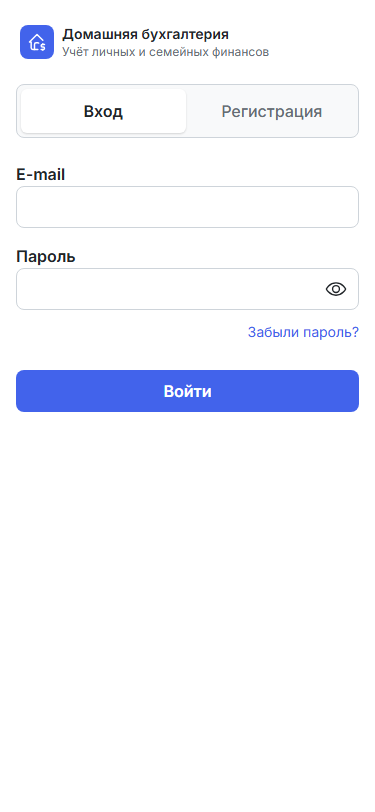 Домашняя бухгалтерия
Учёт личных и семейных финансов
Вход
Регистрация
E-mail
Пароль
Забыли пароль?
Войти